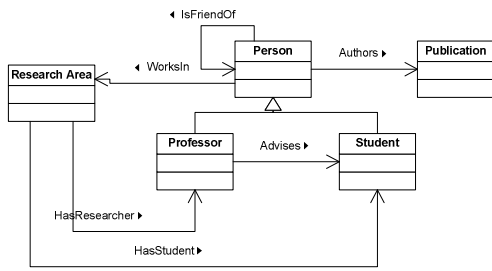 ◀ IsFriendOf
Person
Authors ▶
Publication
Research Area
◀ WorksIn
Professor
Advises ▶
Student
HasResearcher ▶
HasStudent ▶